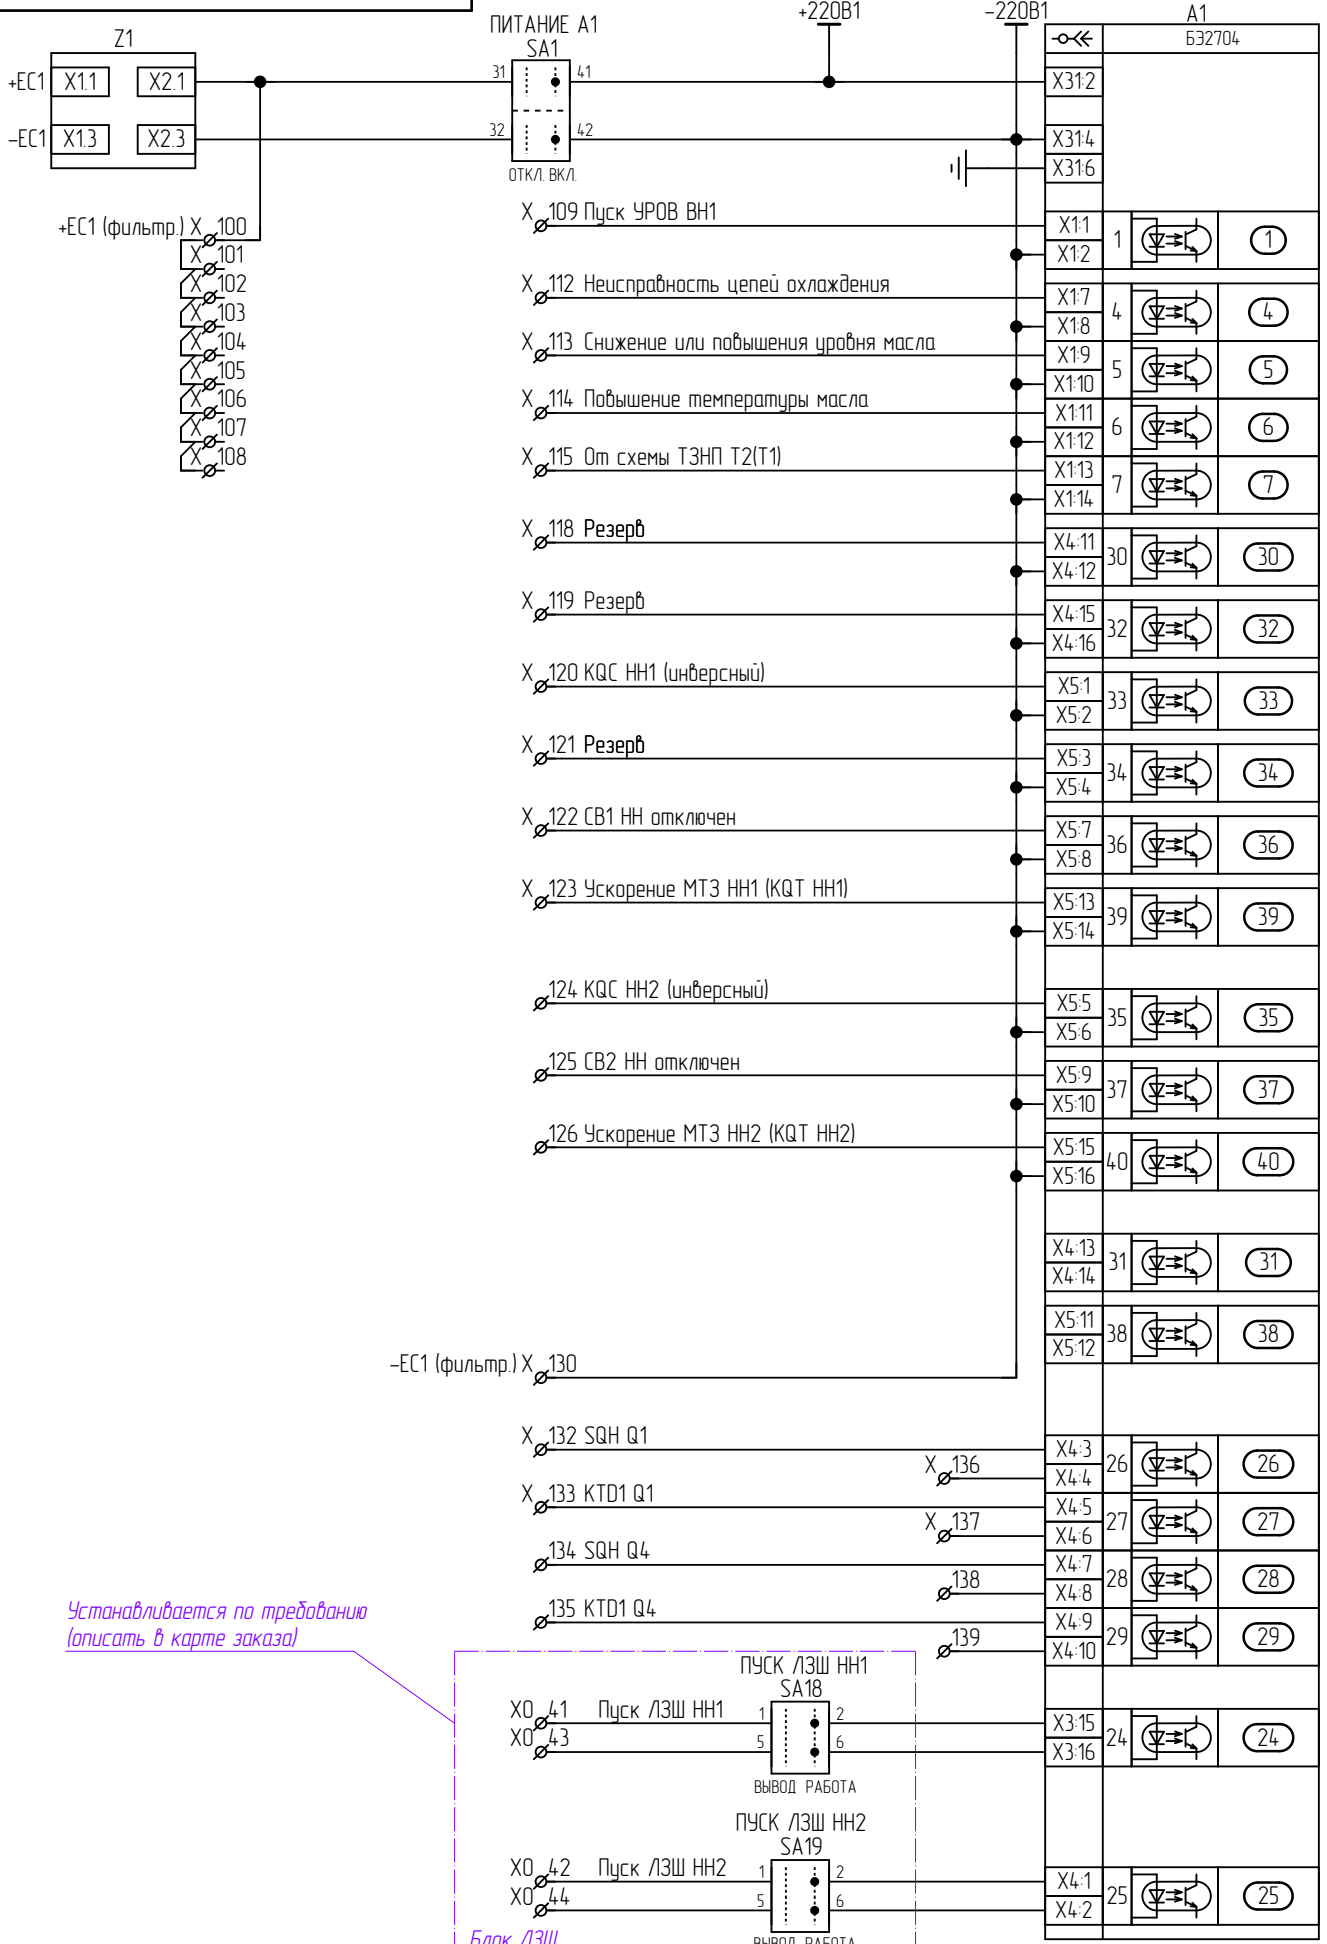 ПИТАНИЕ А1
+220В1
-220В1
А1
Z1
SA1
БЭ2704
+ЕС1 X1.1 X2.1
31 41
X31:2
-ЕС1 X1.3 X2.3
32 42
X31:4
ОТКЛ. ВКЛ.
X31:6
+ЕС1 (фильтр.) X 100
X 101
X 102
X 103
X 104
X 105
X 106
X 107
X 108
X 109 Пуск УРОВ ВН1
X1:1
X1:2
1 1
X 112 Неисправность цепей охлаждения
X1:7
X1:8
4 4
X 113 Снижение или повышения уровня масла
X1:9
X1:10
5 5
X 114 Повышение температуры масла
X1:11
X1:12
6 6
X 115 От схемы ТЗНП Т2(Т1)
X1:13
X1:14
7 7
X 118 Резерв
X4:11
X4:12
30 30
X 119 Резерв
X4:15
X4:16
32 32
X 120 KQC НН1 (инверсный)
X5:1
X5:2
33 33
X 121 Резерв
X5:3
X5:4
34 34
X 122 СВ1 НН отключен
X5:7
X5:8
36 36
X 123 Ускорение МТЗ НН1 (KQT НН1)
X5:13
X5:14
39 39
124 KQC НН2 (инверсный)
X5:5
X5:6
35 35
125 СВ2 НН отключен
X5:9
X5:10
37 37
126 Ускорение МТЗ НН2 (KQT НН2)
X5:15
X5:16
40 40
X4:13
X4:14
31 31
X5:11
X5:12
38 38
-ЕС1 (фильтр.) X 130
X 132 SQH Q1
X4:3
X 136
X4:4
26 26
X 133 KTD1 Q1
X4:5
X 137
X4:6
27 27
134 SQH Q4
X4:7
138
X4:8
28 28
135 KTD1 Q4
X4:9
139
X4:10
29 29
Устанавливается по требованию
(описать в карте заказа)
ПУСК ЛЗШ НН1
SA18
X0 41 Пуск ЛЗШ НН1 1 2
X3:15
X0 43 5 6
X3:16
24 24
ВЫВОД РАБОТА
ПУСК ЛЗШ НН2
SA19
X0 42 Пуск ЛЗШ НН2 1 2
X4:1
X0 44 5 6
X4:2
25 25
Блок ЛЗШ
ВЫВОД РАБОТА